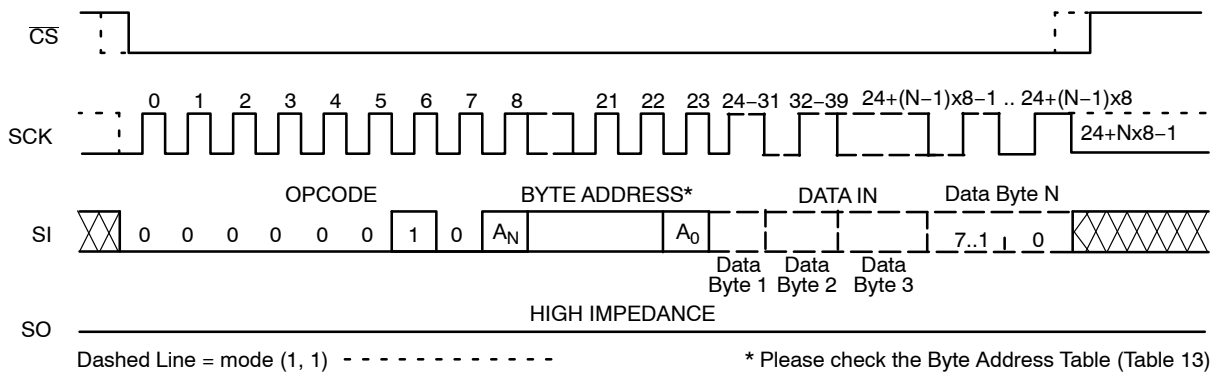 CS
0 1 2 3 4 5 6 7 8 21 22 23 24−31 32−39 24+(N−1)x8−1 .. 24+(N−1)x8
SCK
24+Nx8−1
OPCODE BYTE ADDRESS* DATA IN Data Byte N
SI
0 0 0 0 0 0 1 0 AN A0 7..1 0
Data Byte 1
Data Byte 2
Data Byte 3
HIGH IMPEDANCE
SO
Dashed Line = mode (1, 1)
* Please check the Byte Address Table (Table 13)